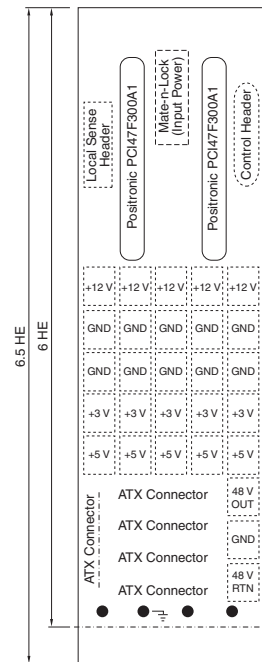 6.5 HE
6 HE
Local Sense
Header
Positronic PCI47F300A1
Mate-n-Lock
(Input Power)
Positronic PCI47F300A1
Control Header
+12 V +12 V +12 V +12 V +12 V
GND GND GND GND GND
GND GND GND GND GND
+3 V +3 V +3 V +3 V +3 V
+5 V +5 V +5 V +5 V +5 V
ATX Connector
ATX Connector
ATX Connector
ATX Connector
ATX Connector
48 V
OUT
GND
48 V
RTN